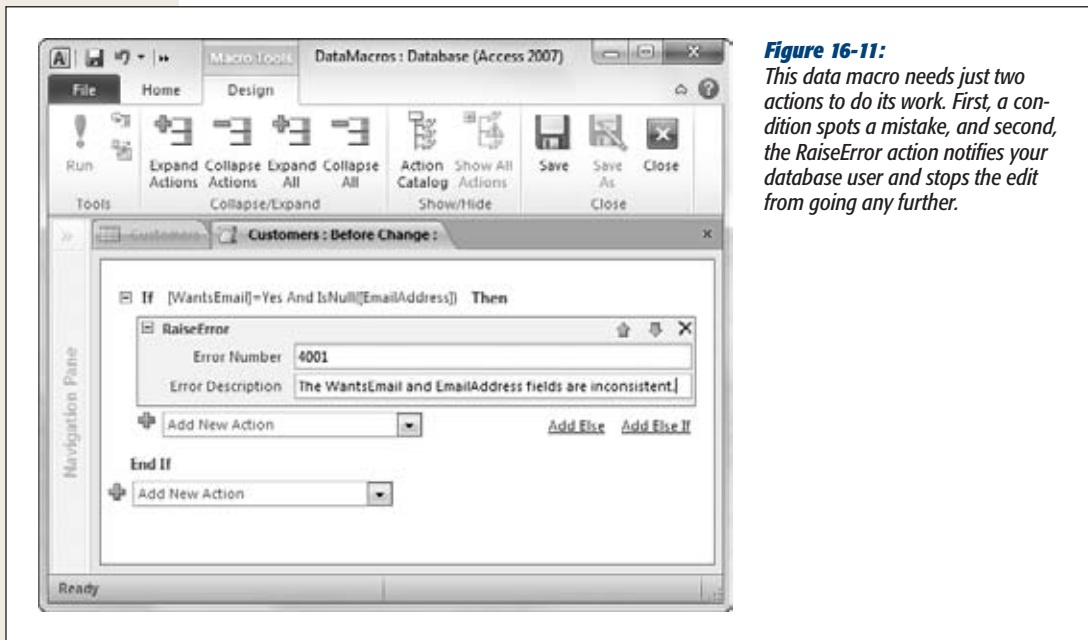 A
Macro Tools
DataMacros : Database (Access 2007)
File
Home
Design
Run
Expand Actions
Collapse Actions
Expand All
Collapse All
Action Catalog
Show All Actions
Save
Save As
Close
Tools
Collapse/Expand
Show/Hide
Close
Customers
Customers : Before Change :
Navigation Pane
If [WantsEmail]=Yes And IsNull([EmailAddress]) Then
RaiseError
Error Number 4001
Error Description The WantsEmail and EmailAddress fields are inconsistent.
Add New Action
Add Else Add Else If
End If
Add New Action
Ready
Figure 16-11:
This data macro needs just two
actions to do its work. First, a con-
dition spots a mistake, and second,
the RaiseError action notifies your
database user and stops the edit
from going any further.